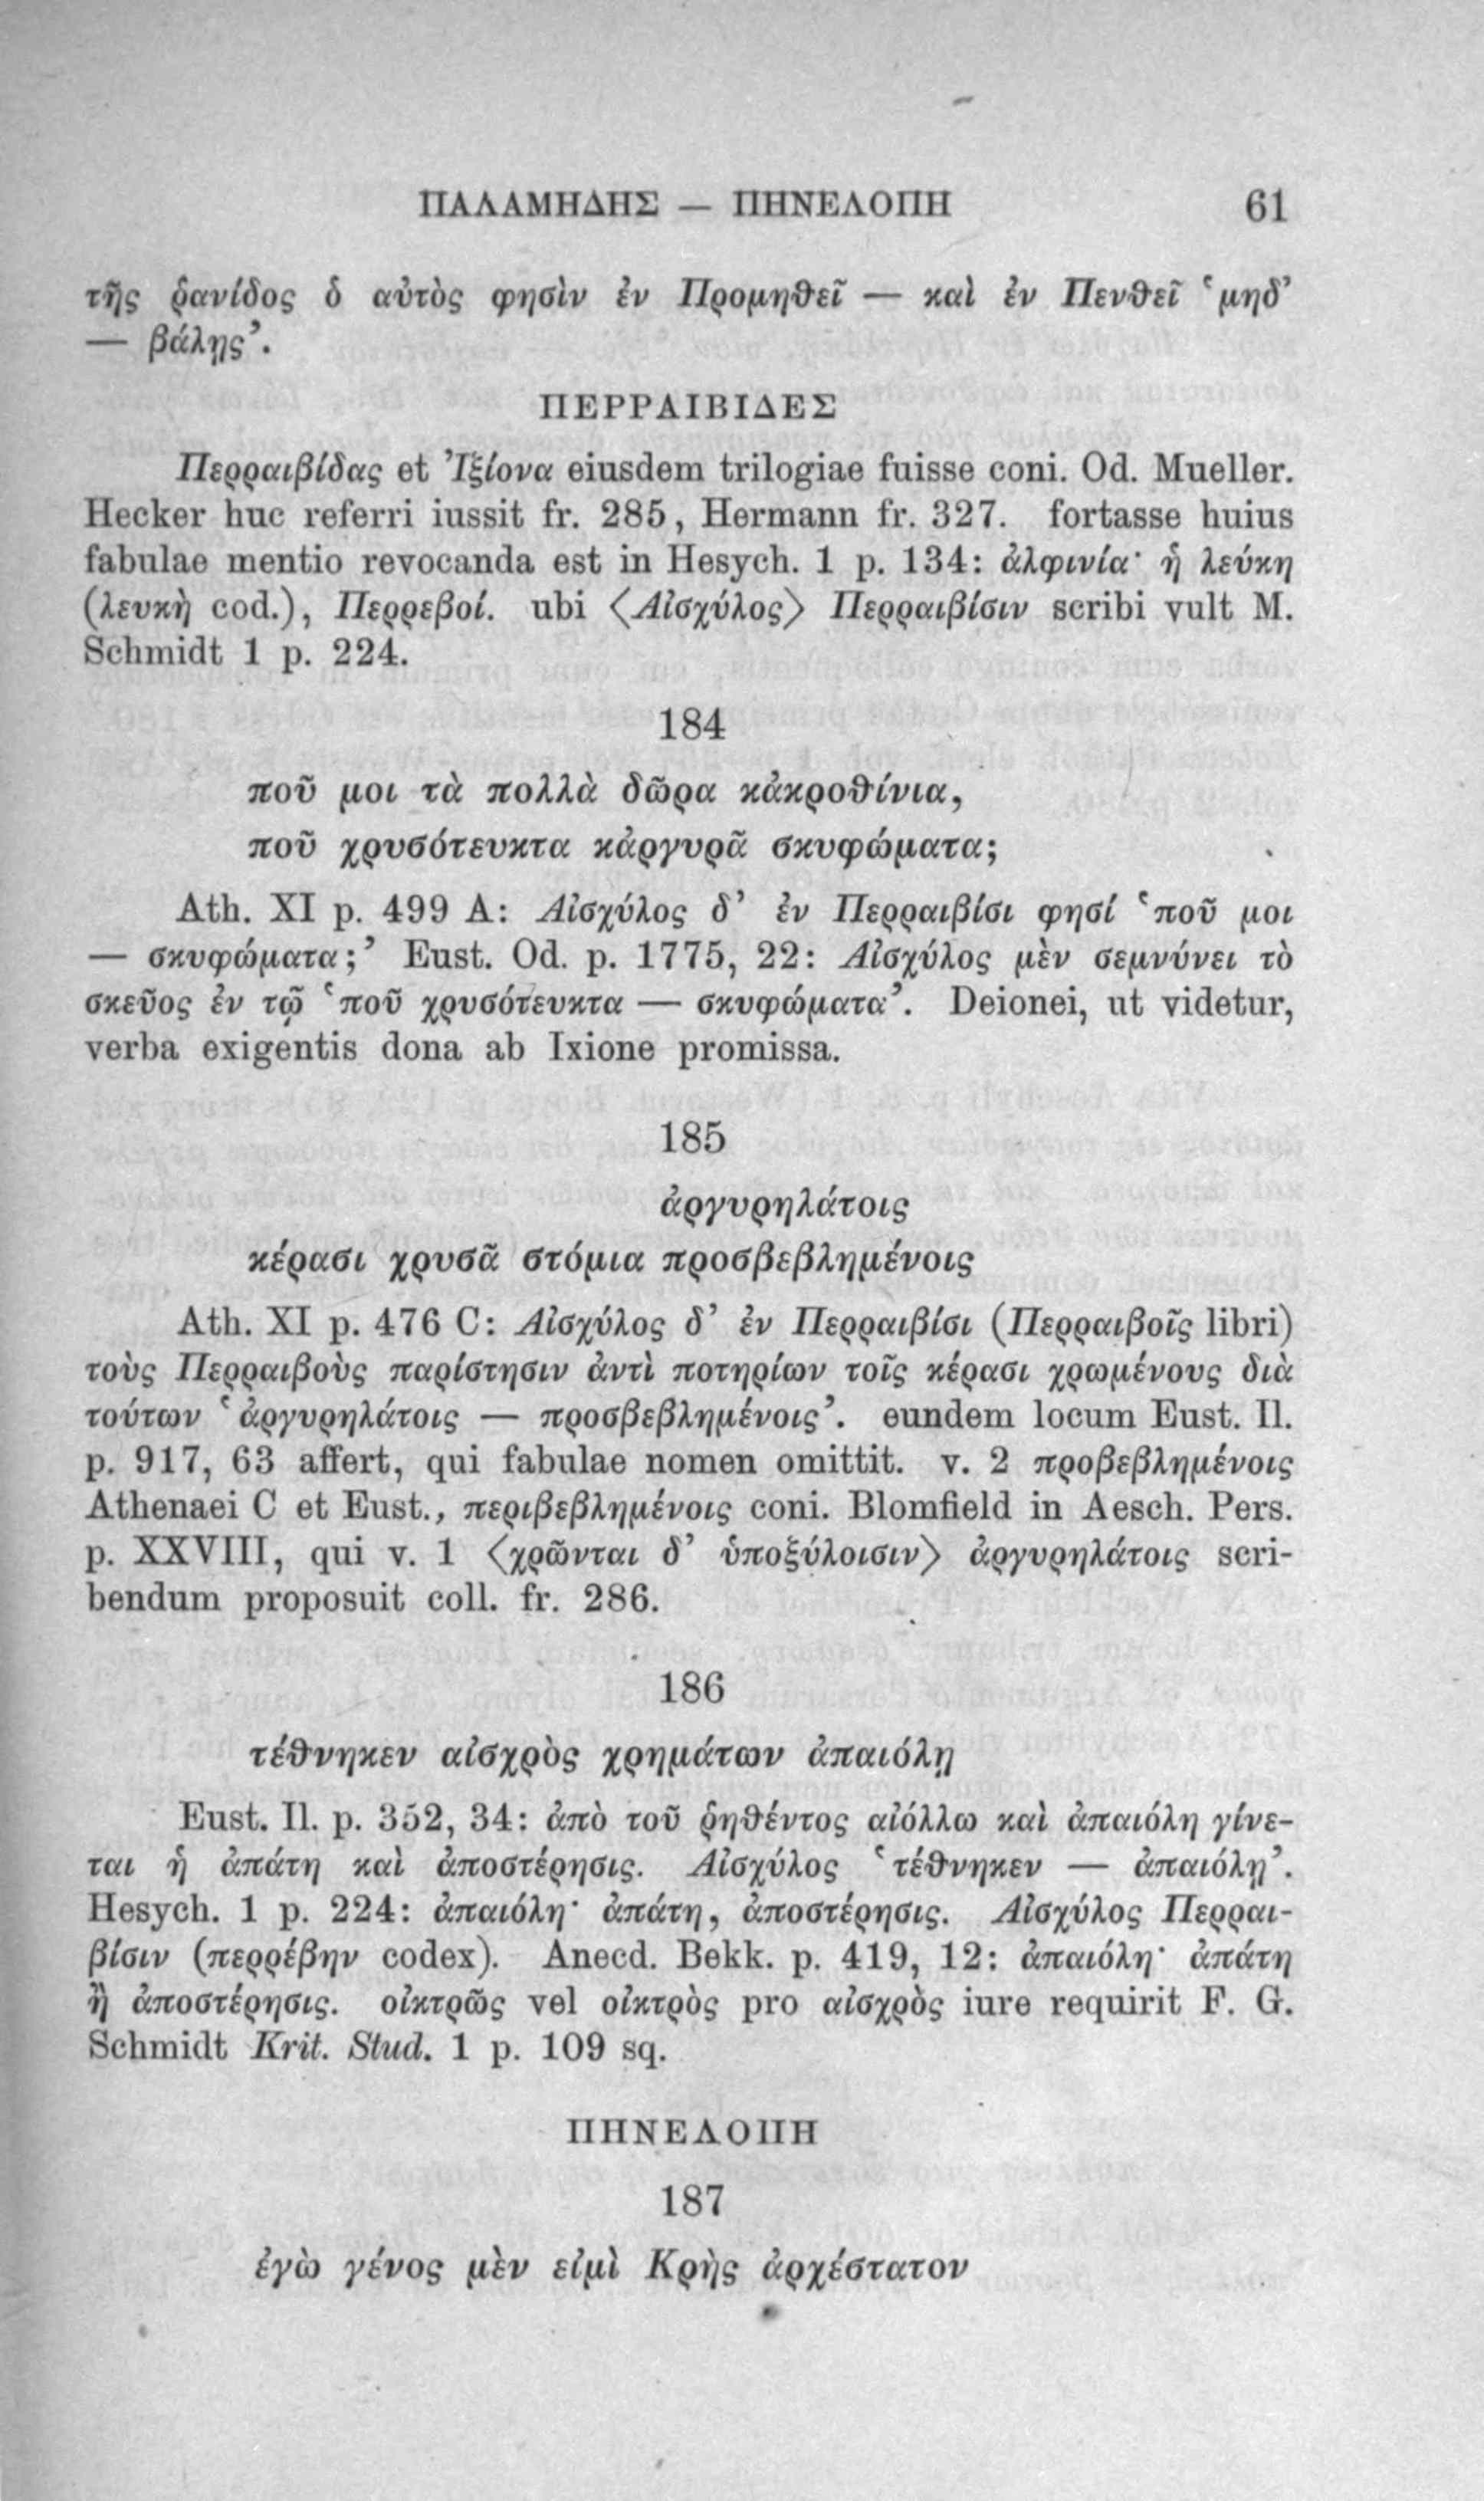 ΠΑΛΑΜΗΔΗΣ — ΠΗΝΕΛΟΠΗ 61
τῆς ῥανίδος ὁ αὐτὸς φησὶν ἐν Προμηθεῖ — καὶ ἐν Πενθεῖ ‘μηδ’
— βάλῃς’.
ΠΕΡΡΑΙΒΙΔΕΣ
Περραιβίδας et Ἰξίονα eiusdem trilogiae fuisse coni. Od. Mueller.
Hecker huc referri iussit fr. 285, Hermann fr. 327. fortasse huius
fabulae mentio revocanda est in Hesych. 1 p. 134: ἀλφινία· ἡ λεύκη
(λευκὴ cod.), Περρεβοί. ubi ⟨Αἰσχύλος⟩ Περραιβίσιν scribi vult M.
Schmidt 1 p. 224.
184
ποῦ μοι τὰ πολλὰ δῶρα κἀκροθίνια,
ποῦ χρυσότευκτα κἀργυρᾶ σκυφώματα;
Ath. XI p. 499 A: Αἰσχύλος δ’ ἐν Περραιβίσι φησί ‘ποῦ μοι
— σκυφώματα;’ Eust. Od. p. 1775, 22: Αἰσχύλος μὲν σεμνύνει τὸ
σκεῦος ἐν τῷ ‘ποῦ χρυσότευκτα — σκυφώματα’. Deionei, ut videtur,
verba exigentis dona ab Ixione promissa.
185
ἀργυρηλάτοις
κέρασι χρυσᾶ στόμια προσβεβλημένοις
Ath. XI p. 476 C: Αἰσχύλος δ’ ἐν Περραιβίσι (Περραιβοῖς libri)
τοὺς Περραιβοὺς παρίστησιν ἀντὶ ποτηρίων τοῖς κέρασι χρωμένους διὰ
τούτων ‘ἀργυρηλάτοις — προσβεβλημένοις’. eundem locum Eust. Il.
p. 917, 63 affert, qui fabulae nomen omittit. v. 2 προβεβλημένοις
Athenaei C et Eust., περιβεβλημένοις coni. Blomfield in Aesch. Pers.
p. XXVIII, qui v. 1 ⟨χρῶνται δ’ ὑποξύλοισιν⟩ ἀργυρηλάτοις scri-
bendum proposuit coll. fr. 286.
186
τέθνηκεν αἰσχρὸς χρημάτων ἀπαιόλῃ
Eust. Il. p. 352, 34: ἀπὸ τοῦ ῥηθέντος αἰόλλω καὶ ἀπαιόλη γίνε-
ται ἡ ἀπάτη καὶ ἀποστέρησις. Αἰσχύλος ‘τέθνηκεν — ἀπαιόλῃ’.
Hesych. 1 p. 224: ἀπαιόλη· ἀπάτη, ἀποστέρησις. Αἰσχύλος Περραι-
βίσιν (περρέβην codex). Anecd. Bekk. p. 419, 12: ἀπαιόλη· ἀπάτη
ἢ ἀποστέρησις. οἰκτρῶς vel οἰκτρὸς pro αἰσχρὸς iure requirit F. G.
Schmidt Krit. Stud. 1 p. 109 sq.
ΠΗΝΕΛΟΠΗ
187
ἐγὼ γένος μὲν εἰμὶ Κρὴς ἀρχέστατον